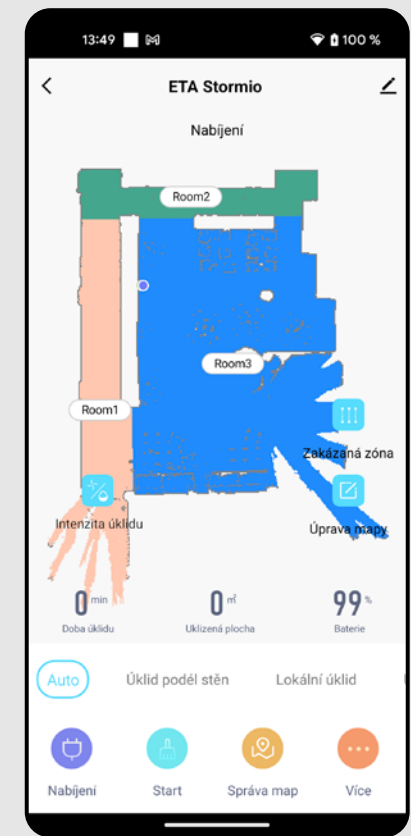 13:49
100 %
ETA Stormio
Nabíjení
Room2
Room3
Room1
Zakázaná zóna
Intenzita úklidu
Úprava mapy
0 min
0 ㎡
99 %
Doba úklidu
Uklizená plocha
Baterie
Auto
Úklid podél stěn
Lokální úklid
Nabíjení
Start
Správa map
Více